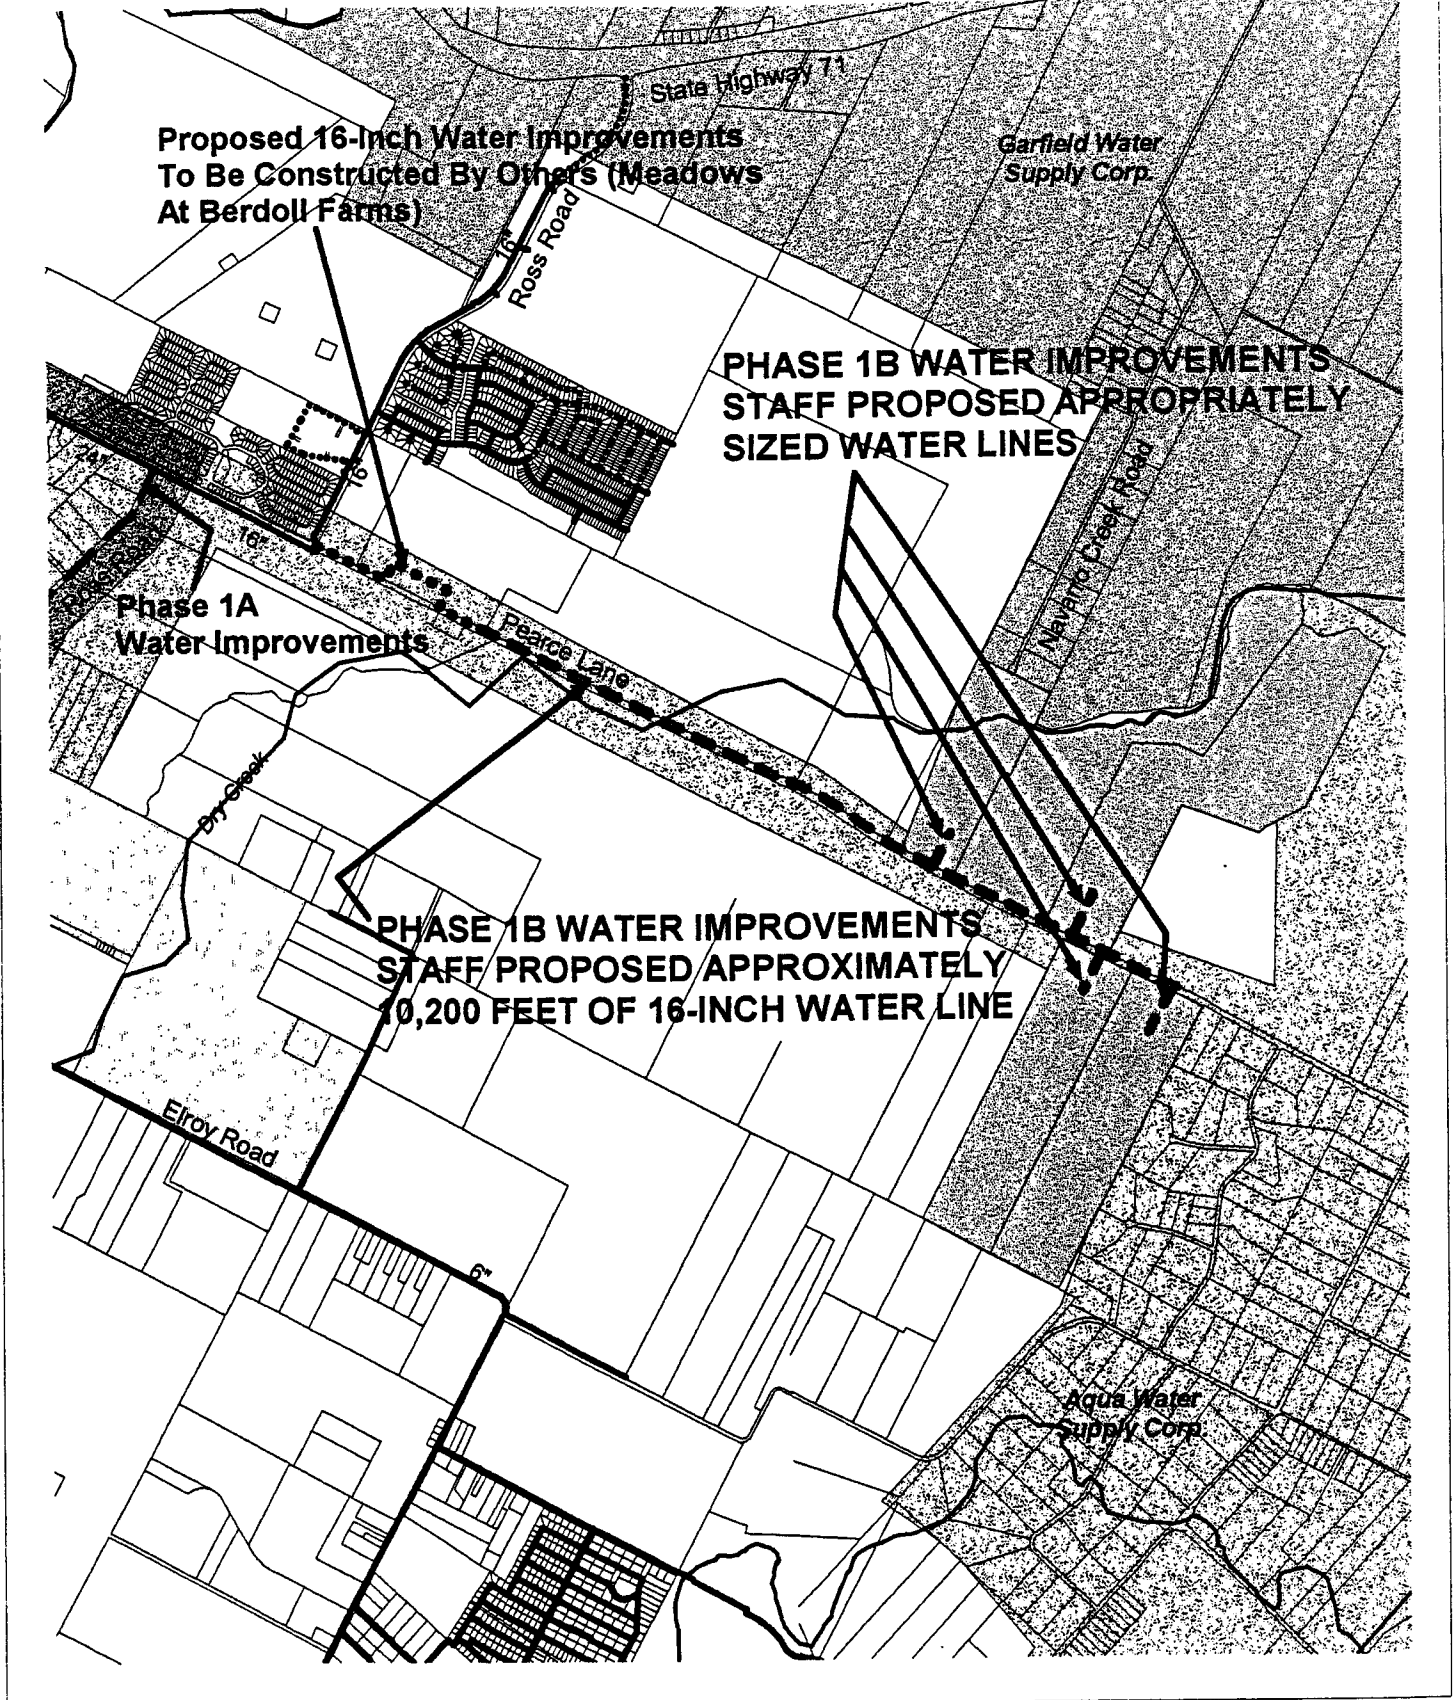 State Highway 71
Proposed 16-Inch Water Improvements
To Be Constructed By Others (Meadows
At Berdoll Farms)
Garfield Water
Supply Corp.
16"
Ross Road
PHASE 1B WATER IMPROVEMENTS
STAFF PROPOSED APPROPRIATELY
SIZED WATER LINES
24"
16"
16"
Navarro Creek Road
Phase 1A
Water Improvements
Pearce Lane
Dry Creek
PHASE 1B WATER IMPROVEMENTS
STAFF PROPOSED APPROXIMATELY
10,200 FEET OF 16-INCH WATER LINE
Elroy Road
6"
Aqua Water
Supply Corp.